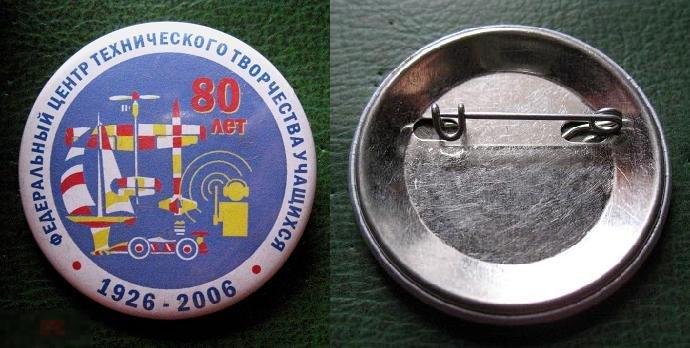 ФЕДЕРАЛЬНЫЙ ЦЕНТР ТЕХНИЧЕСКОГО ТВОРЧЕСТВА УЧАЩИХСЯ
80
ЛЕТ
• 1926 - 2006 •